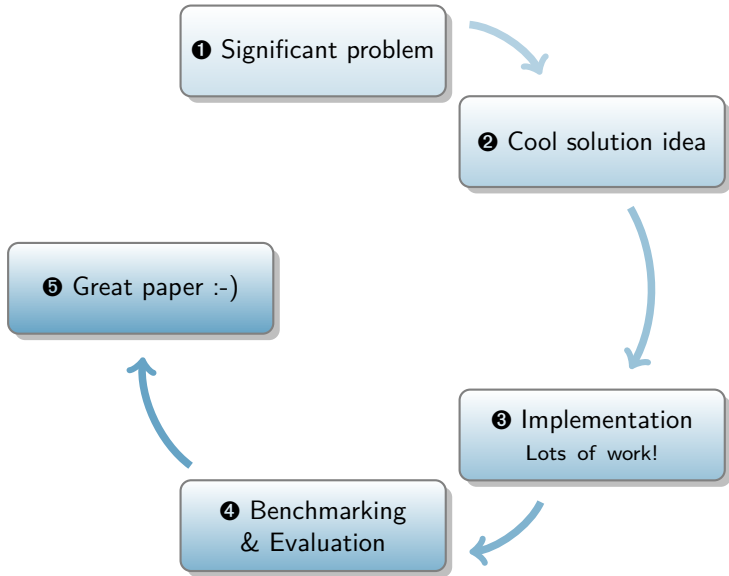 ❶ Significant problem
❷ Cool solution idea
❸ Implementation
Lots of work!
❹ Benchmarking
& Evaluation
❺ Great paper :-)